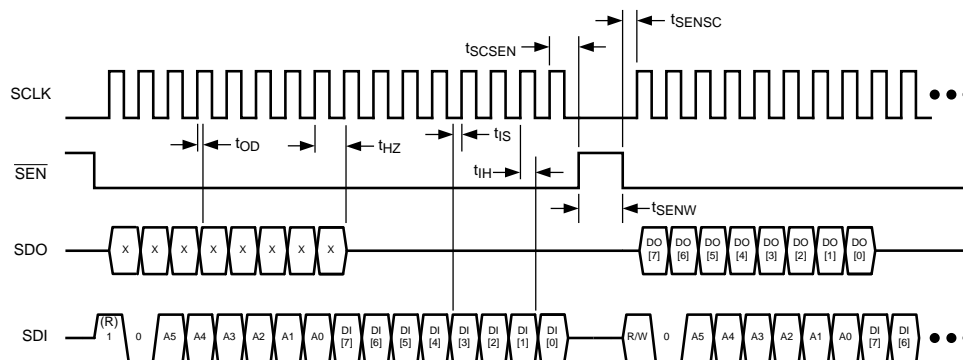 tSENSC
tSCSEN
SCLK
tOD
tHZ
tIS
SEN
tIH
tSENW
SDO X X X X X X X X DO [7] DO [6] DO [5] DO [4] DO [3] DO [2] DO [1] DO [0]
SDI (R) 1 0 A5 A4 A3 A2 A1 A0 DI [7] DI [6] DI [5] DI [4] DI [3] DI [2] DI [1] DI [0] R/W 0 A5 A4 A3 A2 A1 A0 DI [7] DI [6]